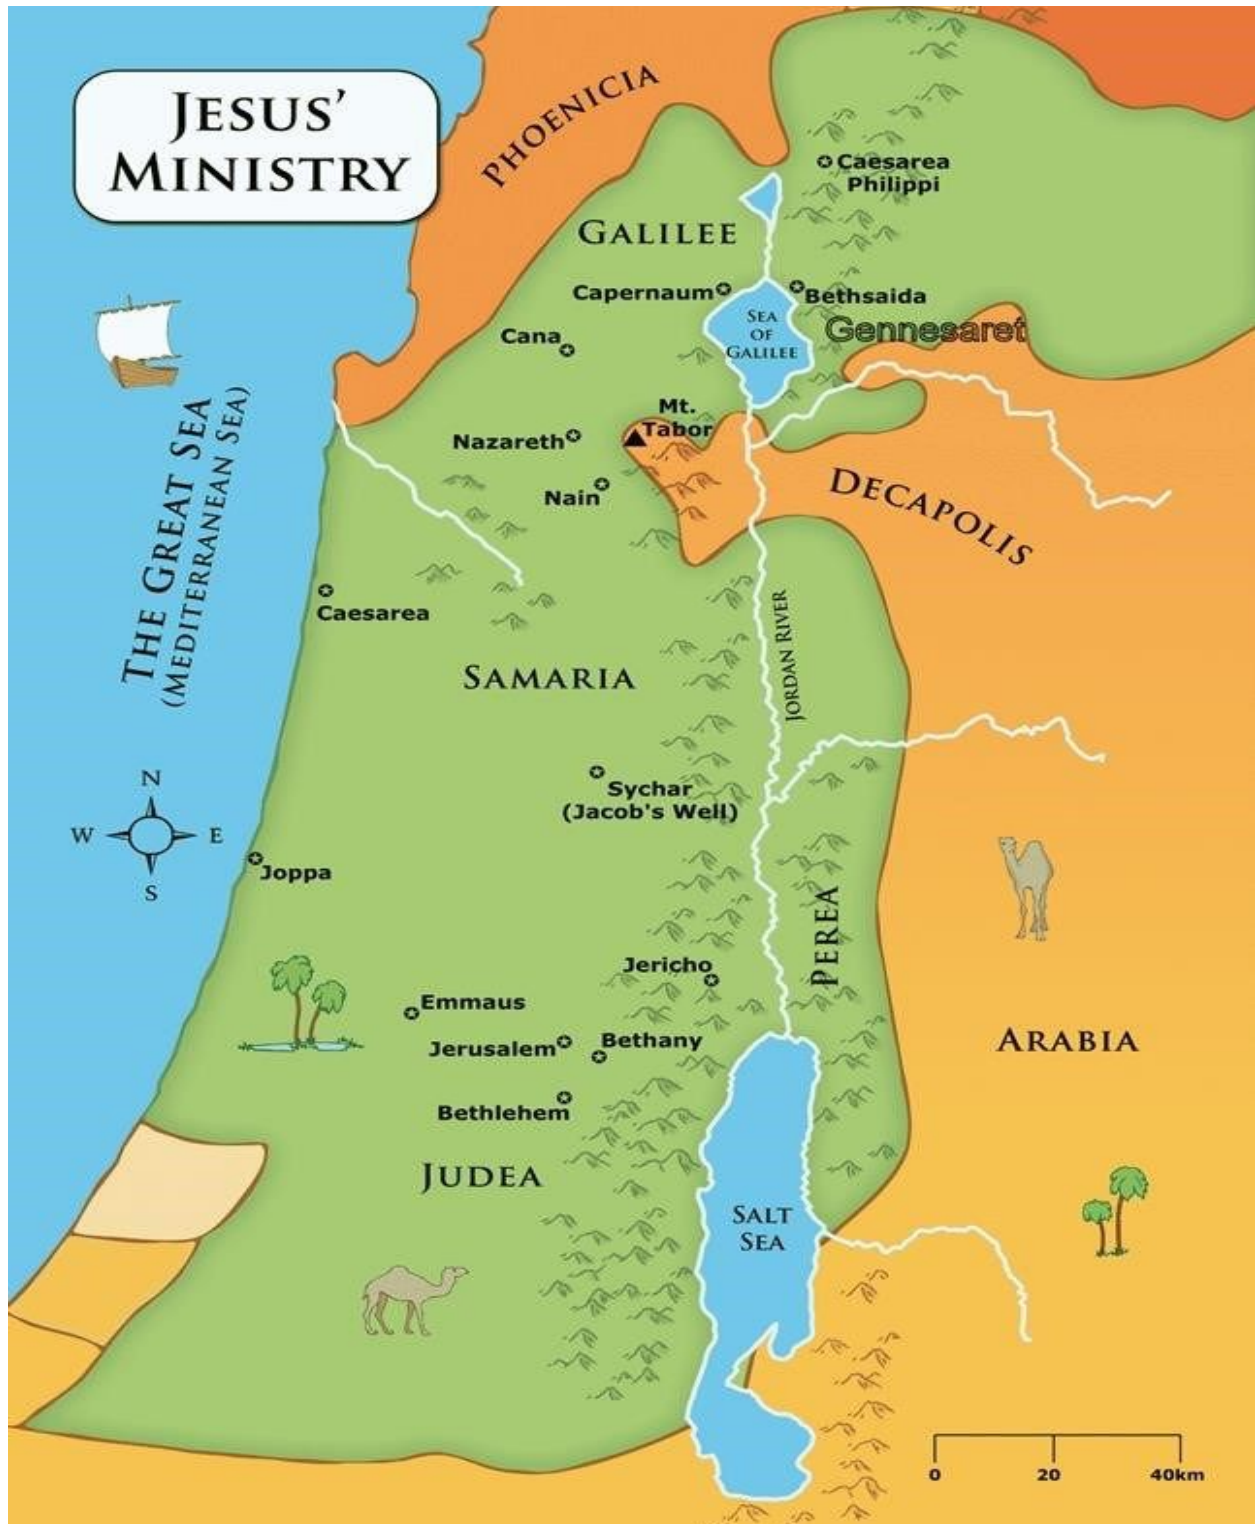 JESUS'
MINISTRY
PHOENICIA
Caesarea
Philippi
GALILEE
Capernaum
Bethsaida
SEA
OF
GALILEE
Gennesaret
Cana
Mt.
Tabor
Nazareth
Nain
DECAPOLIS
THE GREAT SEA
(MEDITERRANEAN SEA)
Caesarea
JORDAN RIVER
SAMARIA
Sychar
(Jacob's Well)
N
W E
S
Joppa
PEREA
Jericho
Emmaus
Jerusalem
Bethany
ARABIA
Bethlehem
JUDEA
SALT
SEA
0 20 40km